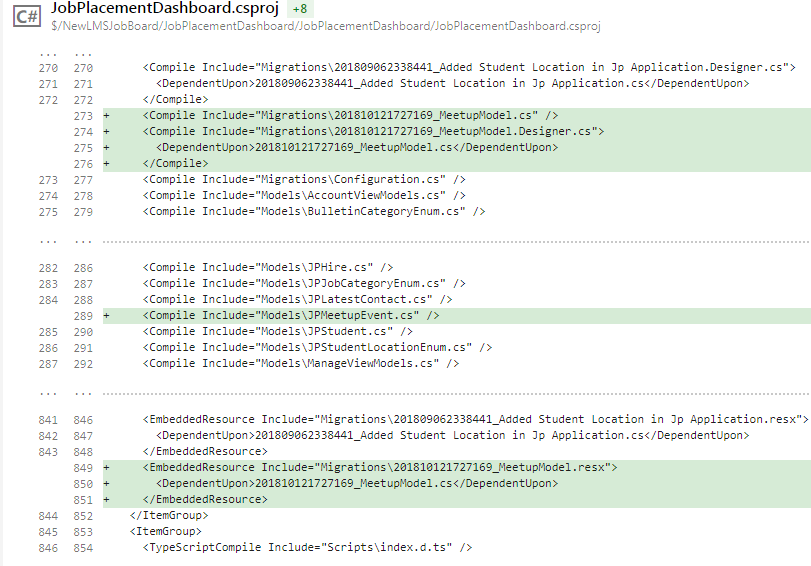 C# JobPlacementDashboard.csproj +8
$/NewLMSJobBoard/JobPlacementDashboard/JobPlacementDashboard/JobPlacementDashboard.csproj
... ...
270 270 <Compile Include="Migrations\201809062338441_Added Student Location in Jp Application.Designer.cs">
271 271 <DependentUpon>201809062338441_Added Student Location in Jp Application.cs</DependentUpon>
272 272 </Compile>
273 + <Compile Include="Migrations\201810121727169_MeetupModel.cs" />
274 + <Compile Include="Migrations\201810121727169_MeetupModel.Designer.cs">
275 + <DependentUpon>201810121727169_MeetupModel.cs</DependentUpon>
276 + </Compile>
273 277 <Compile Include="Migrations\Configuration.cs" />
274 278 <Compile Include="Models\AccountViewModels.cs" />
275 279 <Compile Include="Models\BulletinCategoryEnum.cs" />
... ...
282 286 <Compile Include="Models\JPHire.cs" />
283 287 <Compile Include="Models\JPJobCategoryEnum.cs" />
284 288 <Compile Include="Models\JPLatestContact.cs" />
289 + <Compile Include="Models\JPMeetupEvent.cs" />
285 290 <Compile Include="Models\JPStudent.cs" />
286 291 <Compile Include="Models\JPStudentLocationEnum.cs" />
287 292 <Compile Include="Models\ManageViewModels.cs" />
... ...
841 846 <EmbeddedResource Include="Migrations\201809062338441_Added Student Location in Jp Application.resx">
842 847 <DependentUpon>201809062338441_Added Student Location in Jp Application.cs</DependentUpon>
843 848 </EmbeddedResource>
849 + <EmbeddedResource Include="Migrations\201810121727169_MeetupModel.resx">
850 + <DependentUpon>201810121727169_MeetupModel.cs</DependentUpon>
851 + </EmbeddedResource>
844 852 </ItemGroup>
845 853 <ItemGroup>
846 854 <TypeScriptCompile Include="Scripts\index.d.ts" />